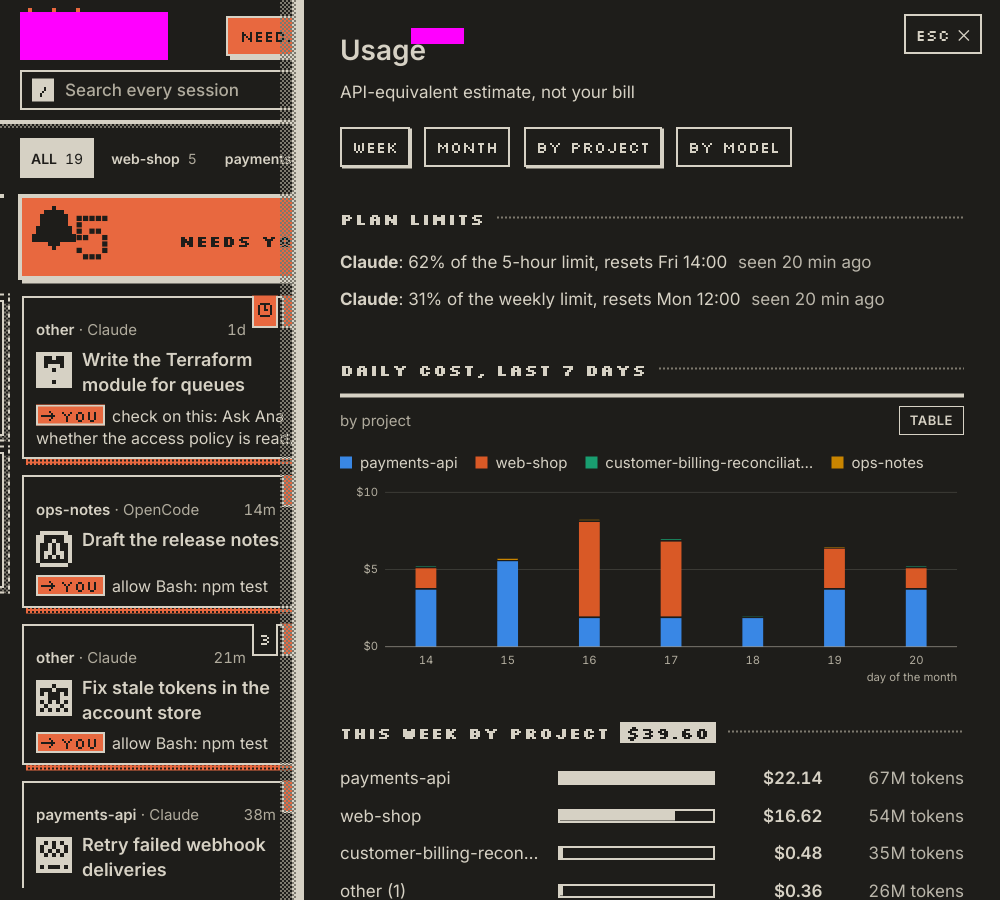 NEED
Search every session
ALL 19
web-shop 5
payments
5
NEEDS YO
other · Claude
1d
Write the Terraform
module for queues
→ YOU check on this: Ask Ana
whether the access policy is read
ops-notes · OpenCode
14m
Draft the release notes
→ YOU allow Bash: npm test
3
other · Claude
21m
Fix stale tokens in the
account store
→ YOU allow Bash: npm test
payments-api · Claude
38m
Retry failed webhook
deliveries
ESC ×
Usage
API-equivalent estimate, not your bill
WEEK
MONTH
BY PROJECT
BY MODEL
PLAN LIMITS
Claude: 62% of the 5-hour limit, resets Fri 14:00 seen 20 min ago
Claude: 31% of the weekly limit, resets Mon 12:00 seen 20 min ago
DAILY COST, LAST 7 DAYS
by project
TABLE
payments-api
web-shop
customer-billing-reconciliat...
ops-notes
$10
$5
$0
14 15 16 17 18 19 20
day of the month
THIS WEEK BY PROJECT $39.60
payments-api $22.14 67M tokens
web-shop $16.62 54M tokens
customer-billing-recon... $0.48 35M tokens
other (1) $0.36 26M tokens